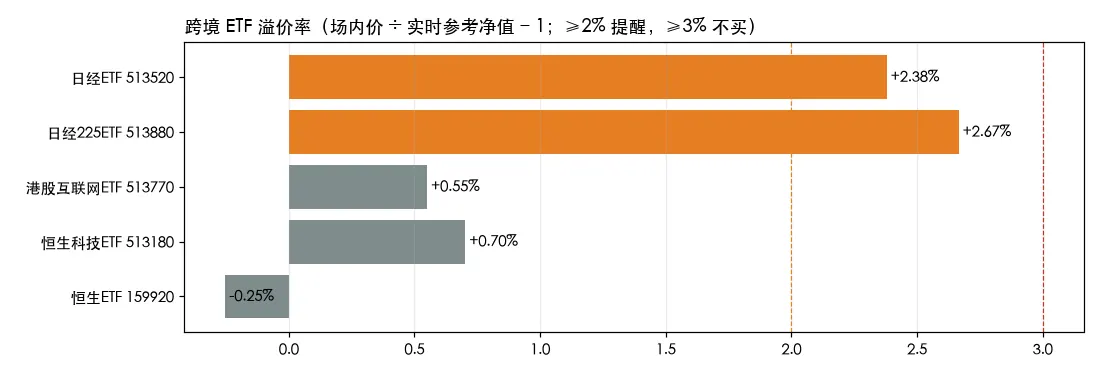 跨境 ETF 溢价率（场内价 ÷ 实时参考净值 − 1；≥2% 提醒，≥3% 不买）
日经ETF 513520
+2.38%
日经225ETF 513880
+2.67%
港股互联网ETF 513770
+0.55%
恒生科技ETF 513180
+0.70%
恒生ETF 159920
-0.25%
0.0
0.5
1.0
1.5
2.0
2.5
3.0